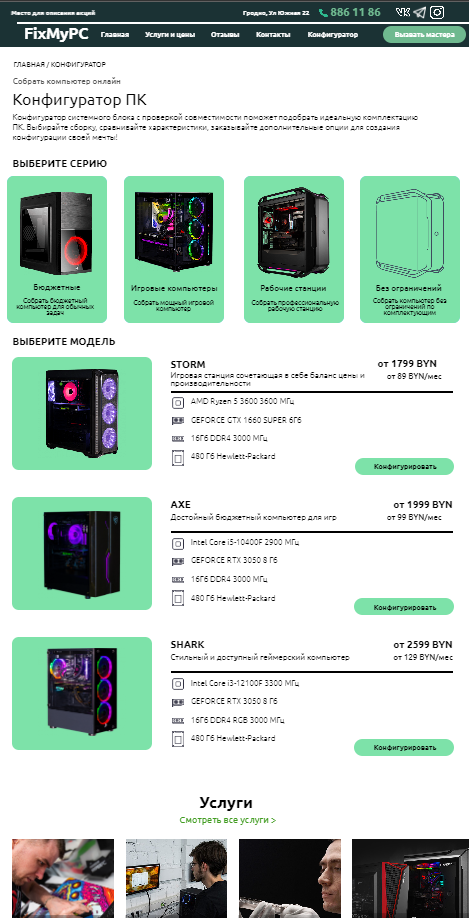 Место для описания акций
Гродно, Ул Южная 22
886 11 86
FixMyPC
Главная
Услуги и цены
Отзывы
Контакты
Конфигуратор
Вызвать мастера
ГЛАВНАЯ / КОНФИГУРАТОР
Собрать компьютер онлайн
Конфигуратор ПК
Конфигуратор системного блока с проверкой совместимости поможет подобрать идеальную комплектацию
ПК. Выбирайте сборку, сравнивайте характеристики, заказывайте дополнительные опции для создания
конфигурации своей мечты!
ВЫБЕРИТЕ СЕРИЮ
Бюджетные
Собрать бюджетный
компьютер для обычных
задач
Игровые компьютеры
Собрать мощный игровой
компьютер
Рабочие станции
Собрать профессиональную
рабочую станцию
Без ограничений
Собрать компьютер без
ограничений по
комплектующим
ВЫБЕРИТЕ МОДЕЛЬ
STORM
от 1799 BYN
Игровая станция сочетающая в себе баланс цены и
производительности
от 89 BYN/мес
AMD Ryzen 5 3600 3600 МГц
GEFORCE GTX 1660 SUPER 6Гб
16Гб DDR4 3000 МГц
480 Гб Hewlett-Packard
Конфигурировать
AXE
от 1999 BYN
Достойный бюджетный компьютер для игр
от 99 BYN/мес
Intel Core i5-10400F 2900 МГц
GEFORCE RTX 3050 8 Гб
16Гб DDR4 3000 МГц
480 Гб Hewlett-Packard
Конфигурировать
SHARK
от 2599 BYN
Стильный и доступный геймерский компьютер
от 129 BYN/мес
Intel Core i3-12100F 3300 МГц
GEFORCE RTX 3050 8 Гб
16Гб DDR4 RGB 3000 МГц
480 Гб Hewlett-Packard
Конфигурировать
Услуги
Смотреть все услуги >